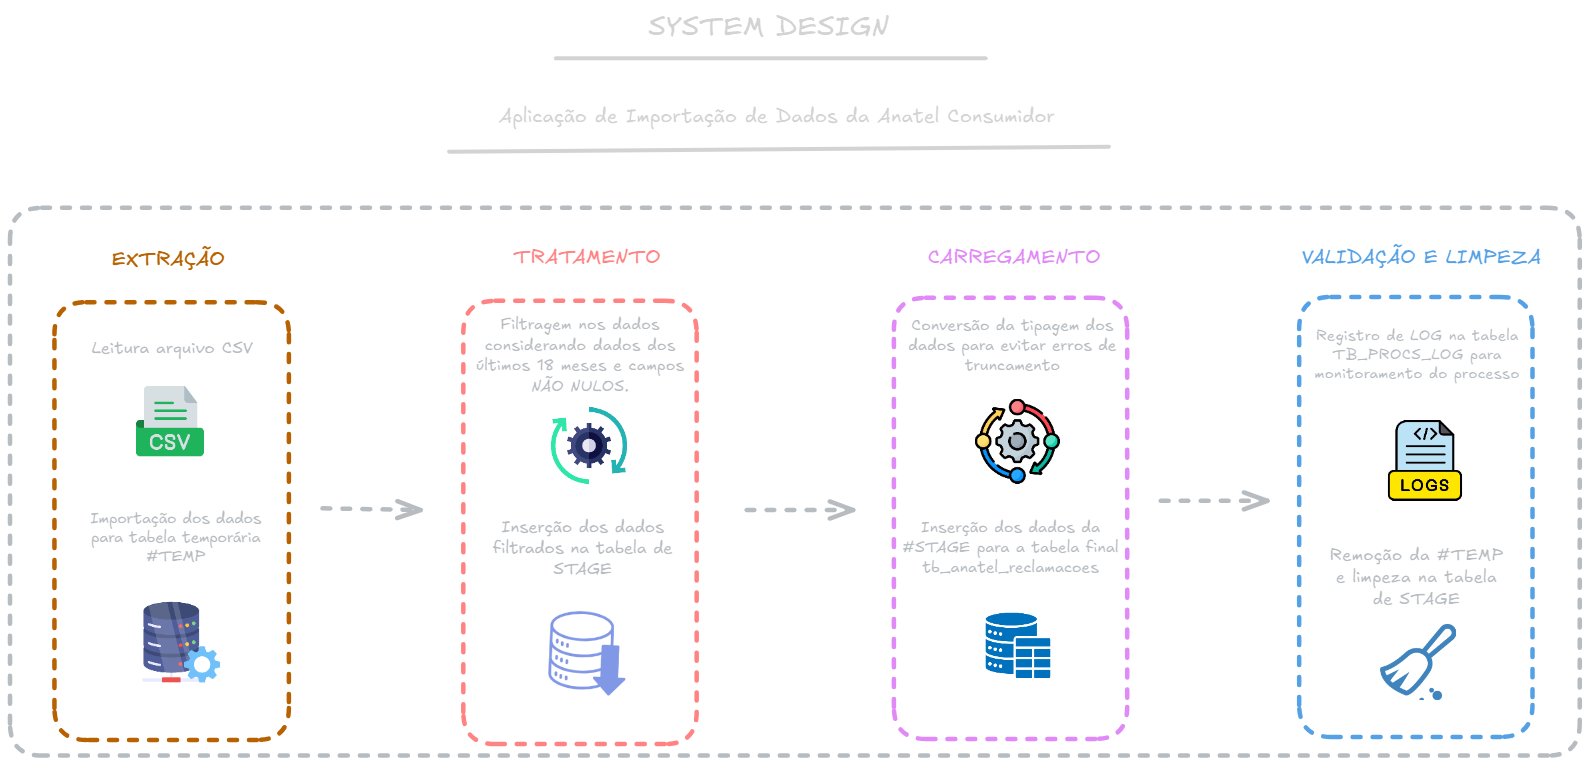 SYSTEM DESIGN
Aplicação de Importação de Dados da Anatel Consumidor
EXTRAÇÃO
Leitura arquivo CSV
CSV
Importação dos dados
para tabela temporária
#TEMP
TRATAMENTO
Filtragem nos dados
considerando dados dos
últimos 18 meses e campos
NÃO NULOS.
Inserção dos dados
filtrados na tabela de
STAGE
CARREGAMENTO
Conversão da tipagem dos
dados para evitar erros de
truncamento
Inserção dos dados da
#STAGE para a tabela final
tb_anatel_reclamacoes
VALIDAÇÃO E LIMPEZA
Registro de LOG na tabela
TB_PROCS_LOG para
monitoramento do processo
</>
LOGS
Remoção da #TEMP
e limpeza na tabela
de STAGE